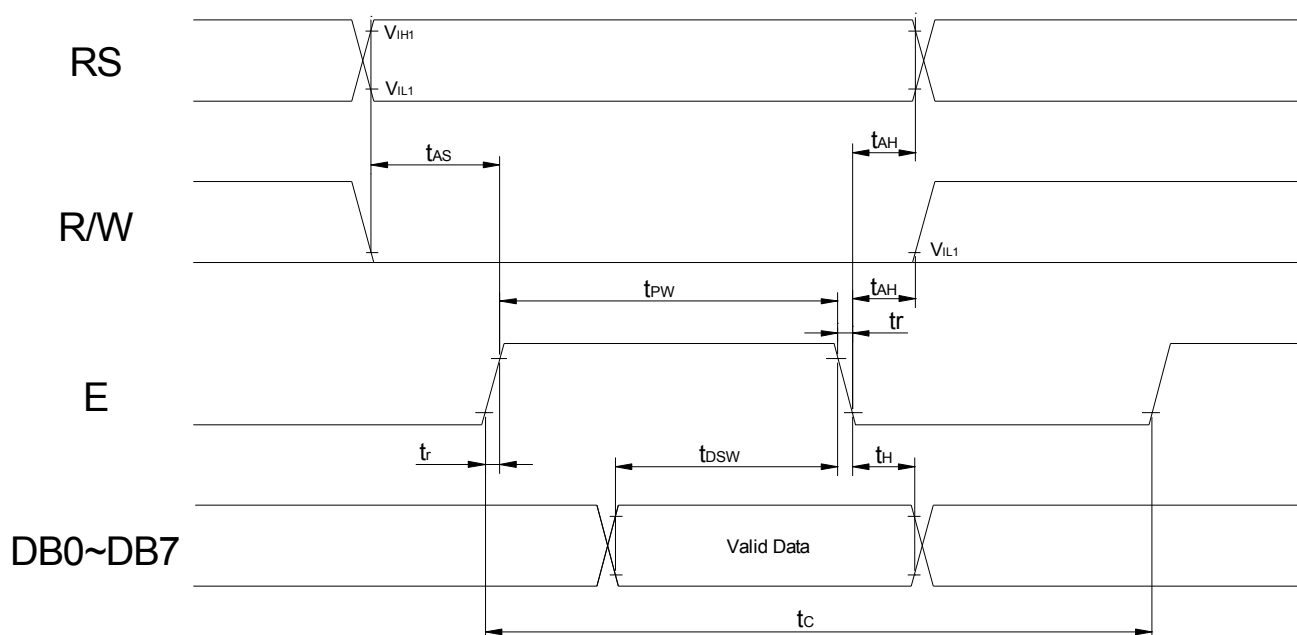 RS
VIH1
VIL1
tAS
tAH
R/W
VIL1
tPW
tAH
tr
E
tr
tDSW
tH
DB0~DB7
Valid Data
tC